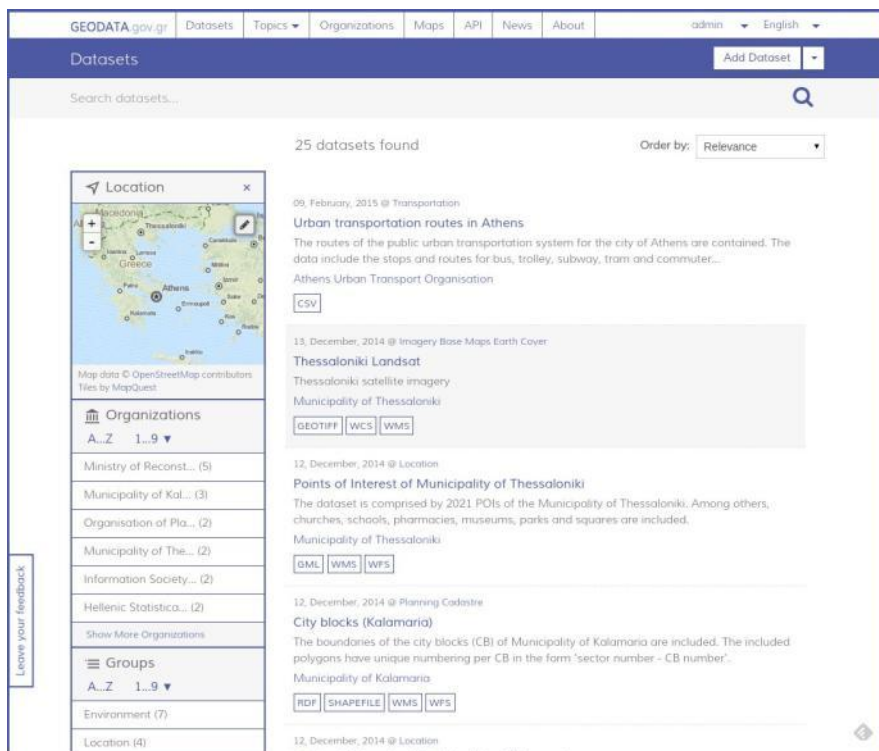 GEODATA.gov.gr Datasets Topics Organizations Maps API News About admin English
Datasets Add Dataset
Search datasets...
25 datasets found Order by: Relevance
Location ×
Macedonia
Thessaloniki
Greece
Athens
+
-
Map data © OpenStreetMap contributors
Tiles by MapQuest
Organizations
A...Z 1...9
Ministry of Reconst... (5)
Municipality of Kal... (3)
Organisation of Pla... (2)
Municipality of The... (2)
Information Society... (2)
Hellenic Statistica... (2)
Show More Organizations
Groups
A...Z 1...9
Environment (7)
Location (4)
09, February, 2015 @ Transportation
Urban transportation routes in Athens
The routes of the public urban transportation system for the city of Athens are contained. The
data include the stops and routes for bus, trolley, subway, tram and commuter...
Athens Urban Transport Organisation
CSV
13, December, 2014 @ Imagery Base Maps Earth Cover
Thessaloniki Landsat
Thessaloniki satellite imagery
Municipality of Thessaloniki
GEOTIFF WCS WMS
12, December, 2014 @ Location
Points of Interest of Municipality of Thessaloniki
The dataset is comprised by 2021 POIs of the Municipality of Thessaloniki. Among others,
churches, schools, pharmacies, museums, parks and squares are included.
Municipality of Thessaloniki
GML WMS WFS
12, December, 2014 @ Planning Cadastre
City blocks (Kalamaria)
The boundaries of the city blocks (CB) of Municipality of Kalamaria are included. The included
polygons have unique numbering per CB in the form 'sector number - CB number'.
Municipality of Kalamaria
RDF SHAPEFILE WMS WFS
12, December, 2014 @ Location
Leave your feedback